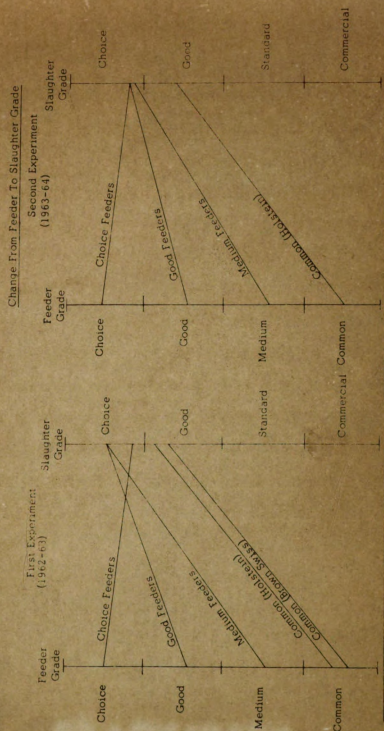 Change From Feeder To Slaughter Grade
First Experiment
(1962-63)
Feeder
Grade
Slaughter
Grade
Choice
Good
Medium
Common
Choice Feeders
Good Feeders
Medium Feeders
Common (Holstein)
Common (Brown Swiss)
Choice
Good
Standard
Commercial
Second Experiment
(1963-64)
Feeder
Grade
Slaughter
Grade
Choice
Good
Medium
Common
Choice Feeders
Good Feeders
Medium Feeders
Common (Holstein)
Choice
Good
Standard
Commercial